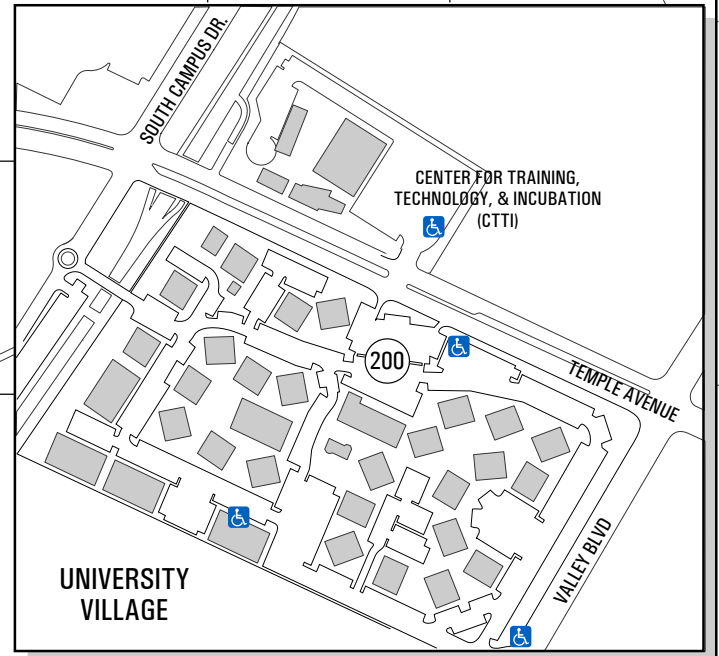 SOUTH CAMPUS DR.
CENTER FOR TRAINING,
TECHNOLOGY, & INCUBATION
(CTTI)
200
TEMPLE AVENUE
VALLEY BLVD
UNIVERSITY
VILLAGE